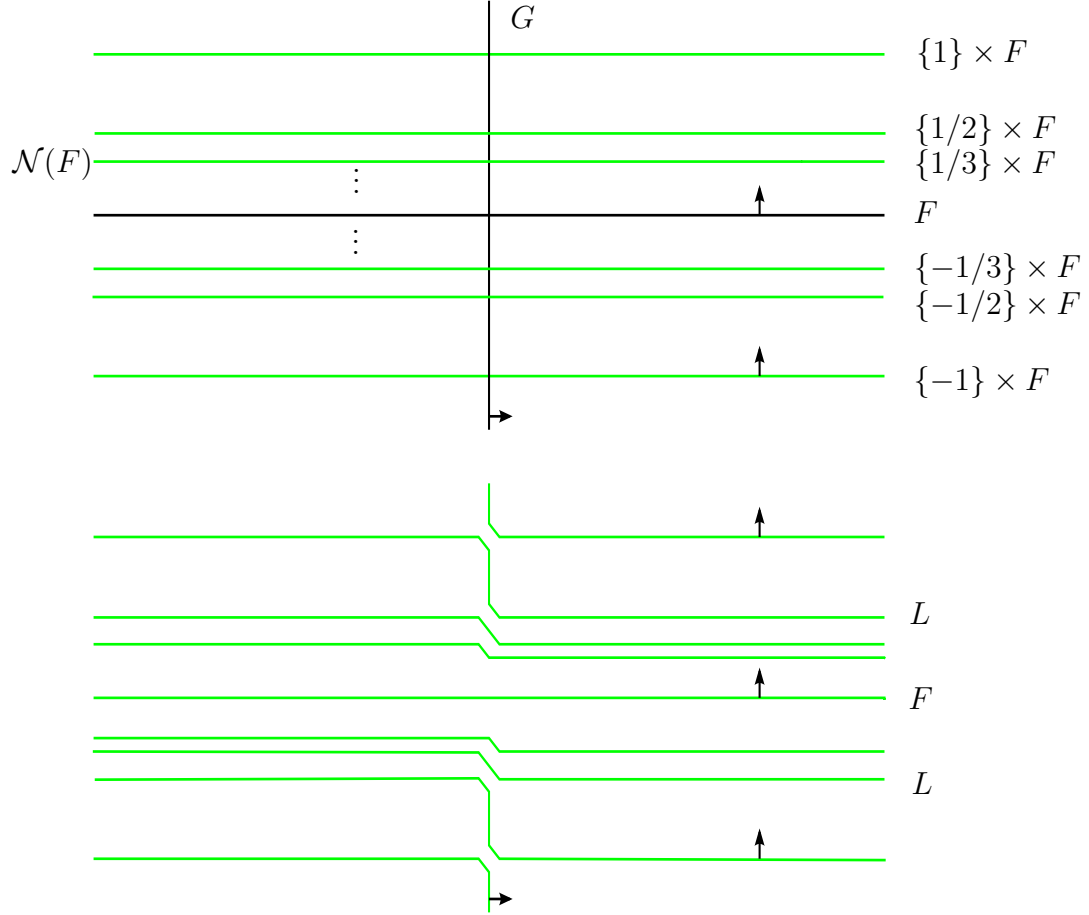 G
{1} × F
{1/2} × F
𝒩(F)
{1/3} × F
⋮
F
⋮
{−1/3} × F
{−1/2} × F
{−1} × F
L
F
L